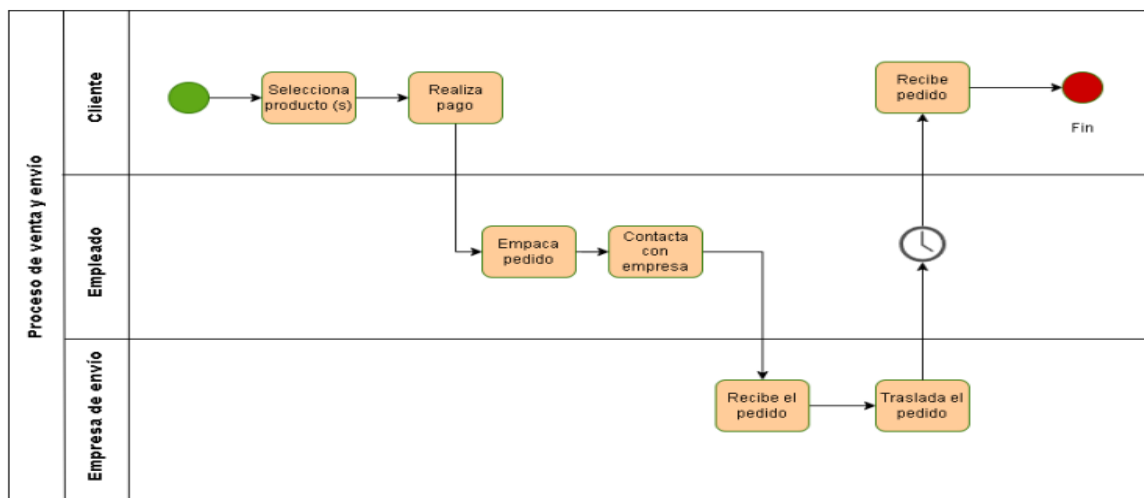 Proceso de venta y envío
Cliente
Selecciona
producto (s)
Realiza
pago
Recibe
pedido
Fin
Empleado
Empaca
pedido
Contacta
con
empresa
Empresa de envío
Recibe el
pedido
Traslada el
pedido